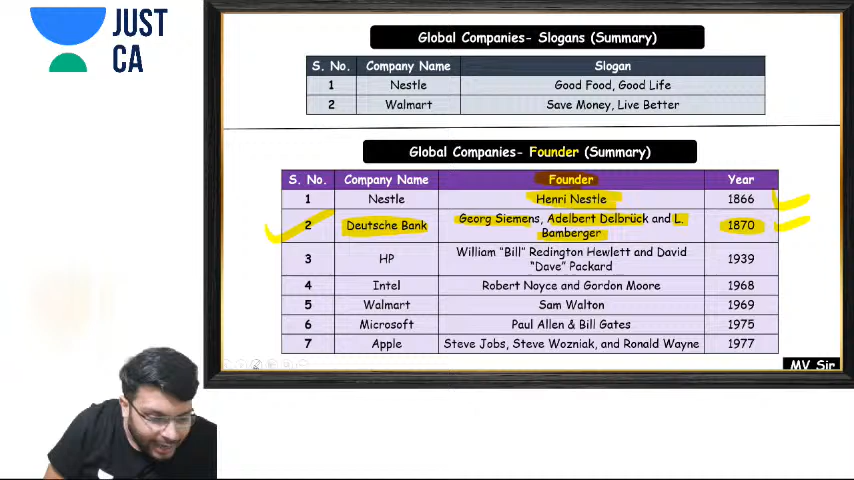 JUST
CA
Global Companies- Slogans (Summary)
S. No. Company Name Slogan
1 Nestle Good Food, Good Life
2 Walmart Save Money, Live Better
Global Companies- Founder (Summary)
S. No. Company Name Founder Year
1 Nestle Henri Nestle 1866
2 Deutsche Bank Georg Siemens, Adelbert Delbrück and L. 1870
Bamberger
3 HP William “Bill” Redington Hewlett and David 1939
“Dave” Packard
4 Intel Robert Noyce and Gordon Moore 1968
5 Walmart Sam Walton 1969
6 Microsoft Paul Allen & Bill Gates 1975
7 Apple Steve Jobs, Steve Wozniak, and Ronald Wayne 1977
MV Sir